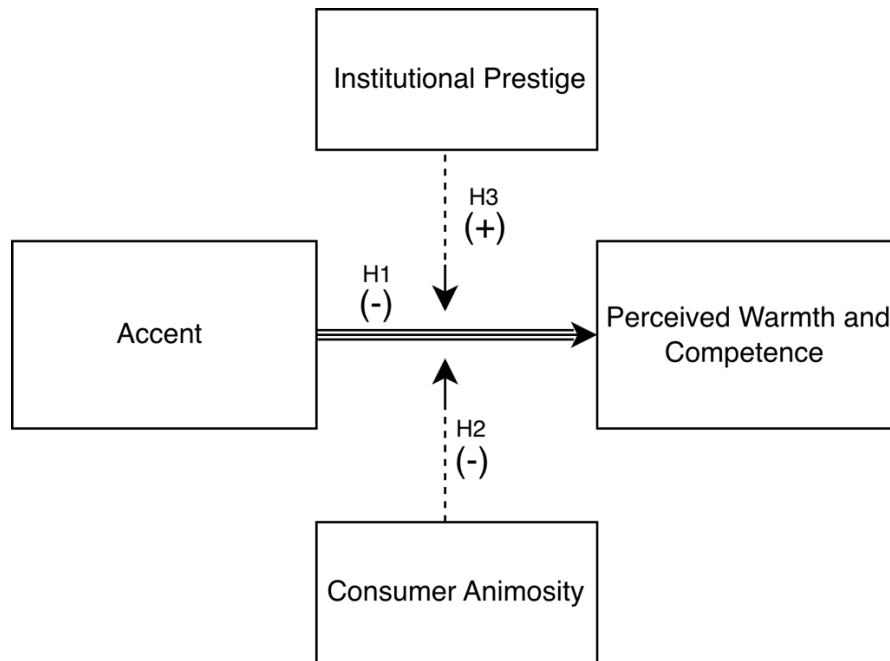 Institutional Prestige
H3
(+)
H1
(-)
Accent
Perceived Warmth and
Competence
H2
(-)
Consumer Animosity